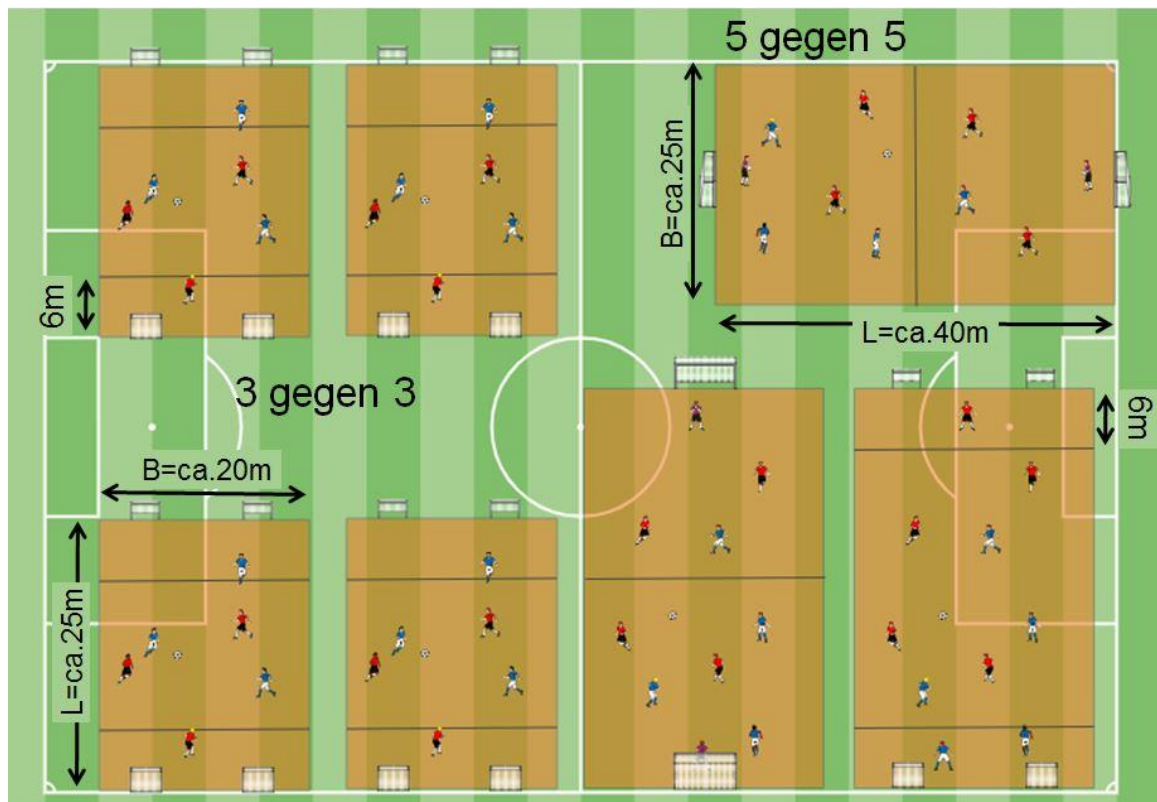 5 gegen 5
B=ca.25m
6m
L=ca.40m
3 gegen 3
6m
B=ca.20m
L=ca.25m